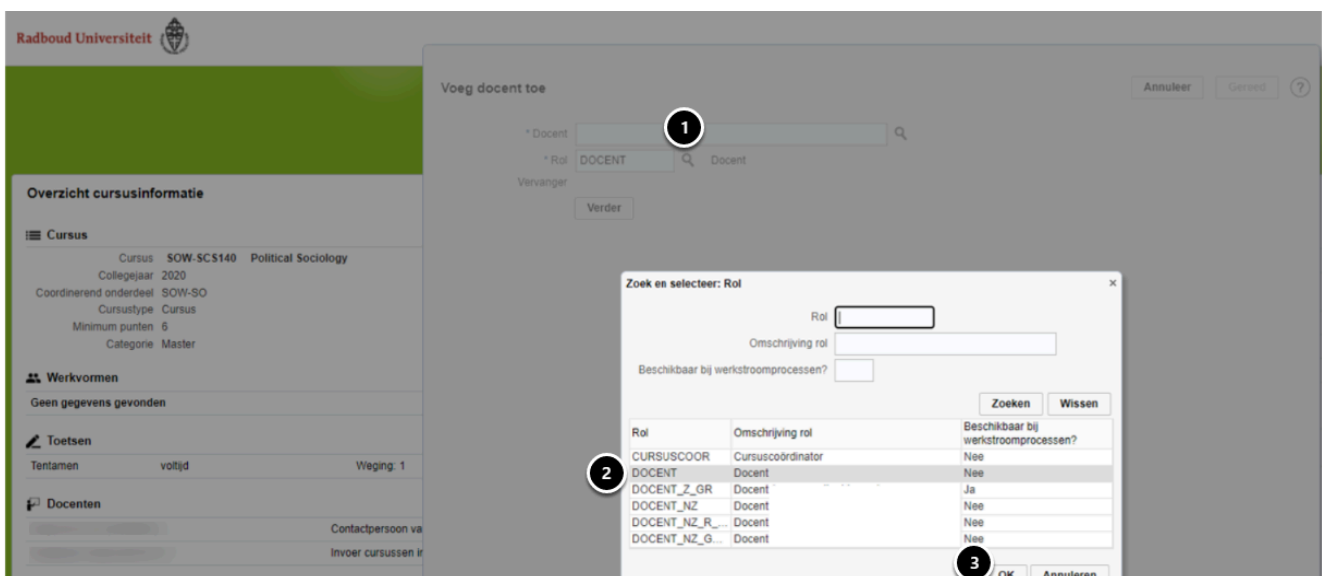 Radboud Universiteit
Voeg docent toe
Annuleer Gereed ?
1
* Docent
* Rol DOCENT Docent
Vervanger
Verder
Overzicht cursusinformatie
Cursus
Cursus SOW-SCS140 Political Sociology
Collegejaar 2020
Coordinerend onderdeel SOW-SO
Cursustype Cursus
Minimum punten 6
Categorie Master
Werkvormen
Geen gegevens gevonden
Toetsen
Tentamen voltijd Weging: 1
Docenten
Contactpersoon va
Invoer cursussen in
Zoek en selecteer: Rol ×
Rol
Omschrijving rol
Beschikbaar bij werkstroomprocessen?
Zoeken Wissen
Rol Omschrijving rol Beschikbaar bij
werkstroomprocessen?
CURSUSCOOR Cursuscoördinator Nee
2 DOCENT Docent Nee
DOCENT_Z_GR Docent Ja
DOCENT_NZ Docent Nee
DOCENT_NZ_R_... Docent Nee
DOCENT_NZ_G... Docent Nee
3 OK Annuleren